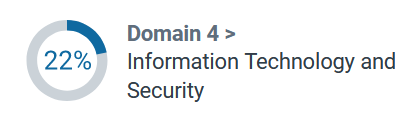 22%
Domain 4 >
Information Technology and
Security